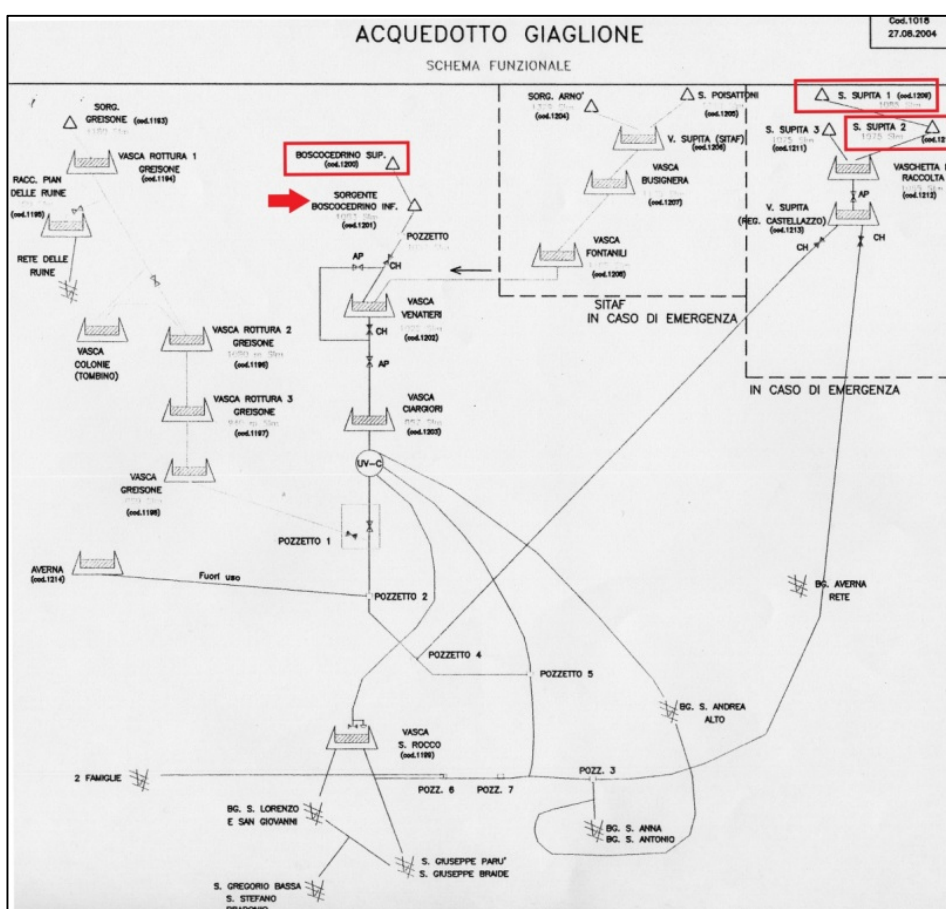 Cod.1018
27.08.2004
ACQUEDOTTO GIAGLIONE
SCHEMA FUNZIONALE
SORG.
GREISONE (cod.1193)
VASCA ROTTURA 1
GREISONE
(cod.1194)
RACC. PIAN
DELLE RUINE
(cod.1195)
RETE DELLE
RUINE
VASCA
COLONIE
(TOMBINO)
VASCA ROTTURA 2
GREISONE
(cod.1196)
VASCA ROTTURA 3
GREISONE
(cod.1197)
VASCA
GREISONE
(cod.1198)
BOSCOCEDRINO SUP.
(cod.1200)
SORGENTE
BOSCOCEDRINO INF.
(cod.1201)
POZZETTO
AP
CH
VASCA
VENATIERI
(cod.1202)
CH
AP
VASCA
CIARGIORI
(cod.1203)
UV-C
POZZETTO 1
AVERNA
(cod.1214)
Fuori uso
POZZETTO 2
POZZETTO 4
POZZETTO 5
SORG. ARNO'
(cod.1204)
S. POISATTONI
(cod.1205)
V. SUPITA (SITAF)
(cod.1206)
VASCA
BUSIGNERA
(cod.1207)
VASCA
FONTANILI
(cod.1208)
SITAF
IN CASO DI EMERGENZA
S. SUPITA 1 (cod.1209)
S. SUPITA 2
S. SUPITA 3
(cod.1211)
VASCHETTA
RACCOLTA
(cod.1212)
AP
V. SUPITA
(REG. CASTELLAZZO)
(cod.1213)
CH
CH
IN CASO DI EMERGENZA
BG. AVERNA
RETE
BG. S. ANDREA
ALTO
VASCA
S. ROCCO
(cod.1199)
2 FAMIGLIE
POZZ. 6
POZZ. 7
POZZ. 3
BG. S. LORENZO
E SAN GIOVANNI
BG. S. ANNA
BG. S. ANTONIO
S. GIUSEPPE PARU'
S. GIUSEPPE BRAIDE
S. GREGORIO BASSA
S. STEFANO